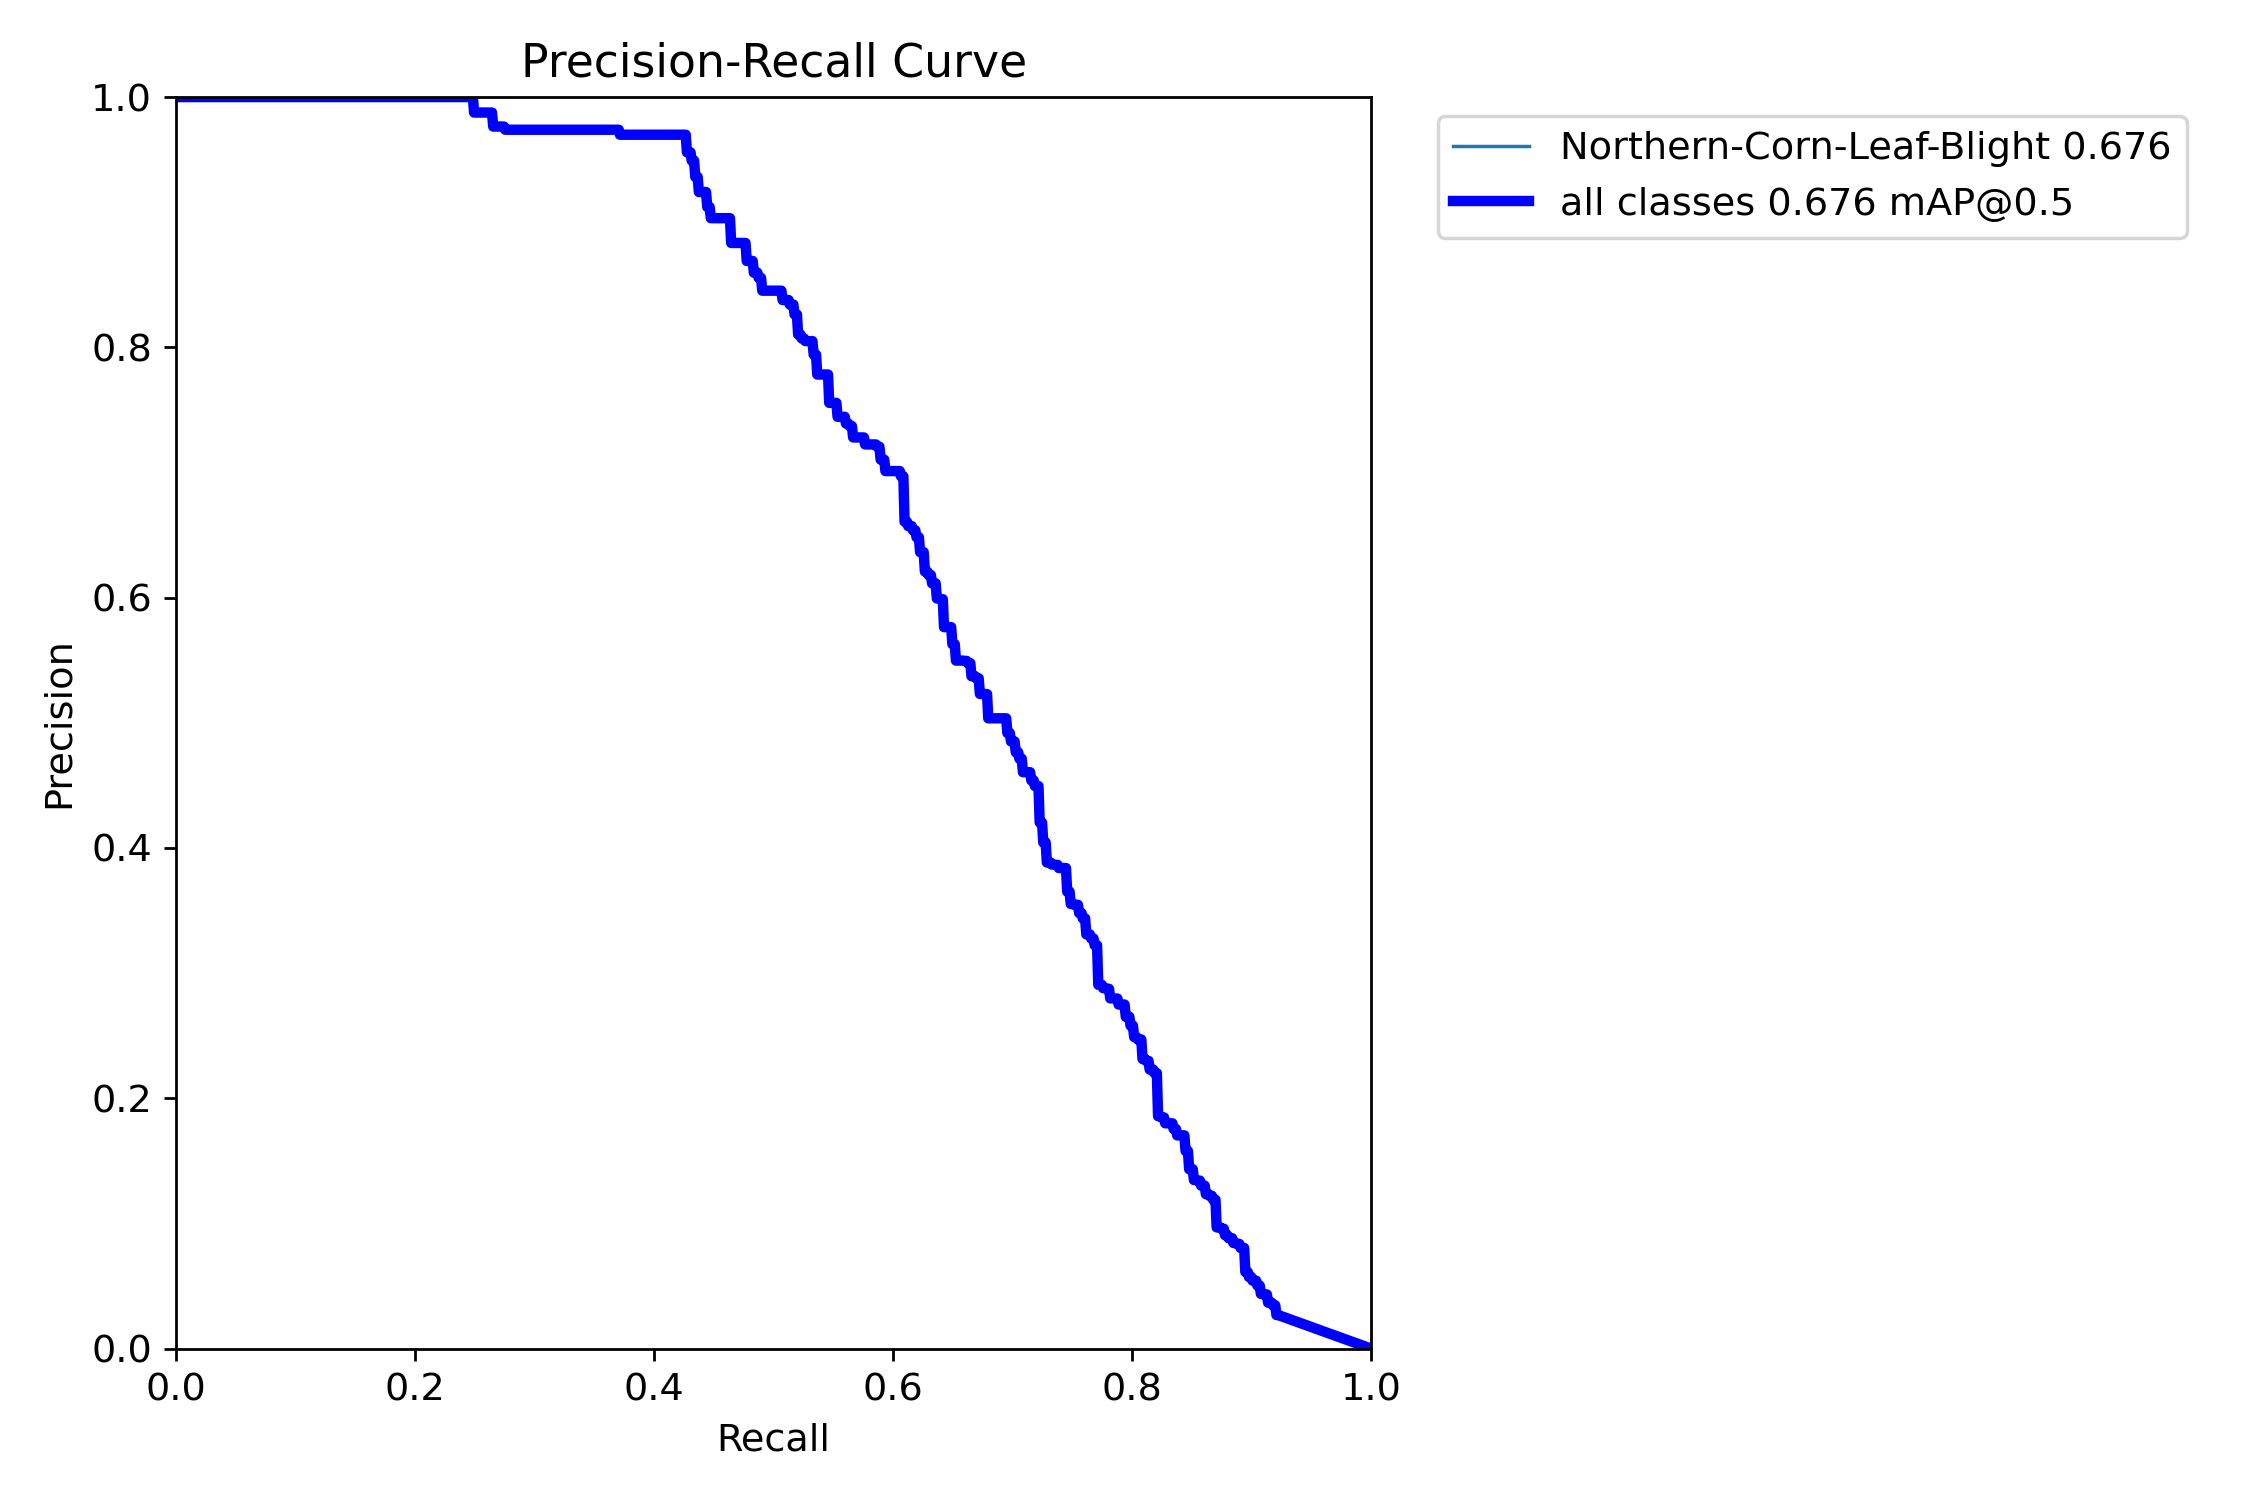 Precision-Recall Curve
Northern-Corn-Leaf-Blight 0.676
all classes 0.676 mAP@0.5
1.0
0.8
0.6
0.4
0.2
0.0
Precision
0.0 0.2 0.4 0.6 0.8 1.0
Recall